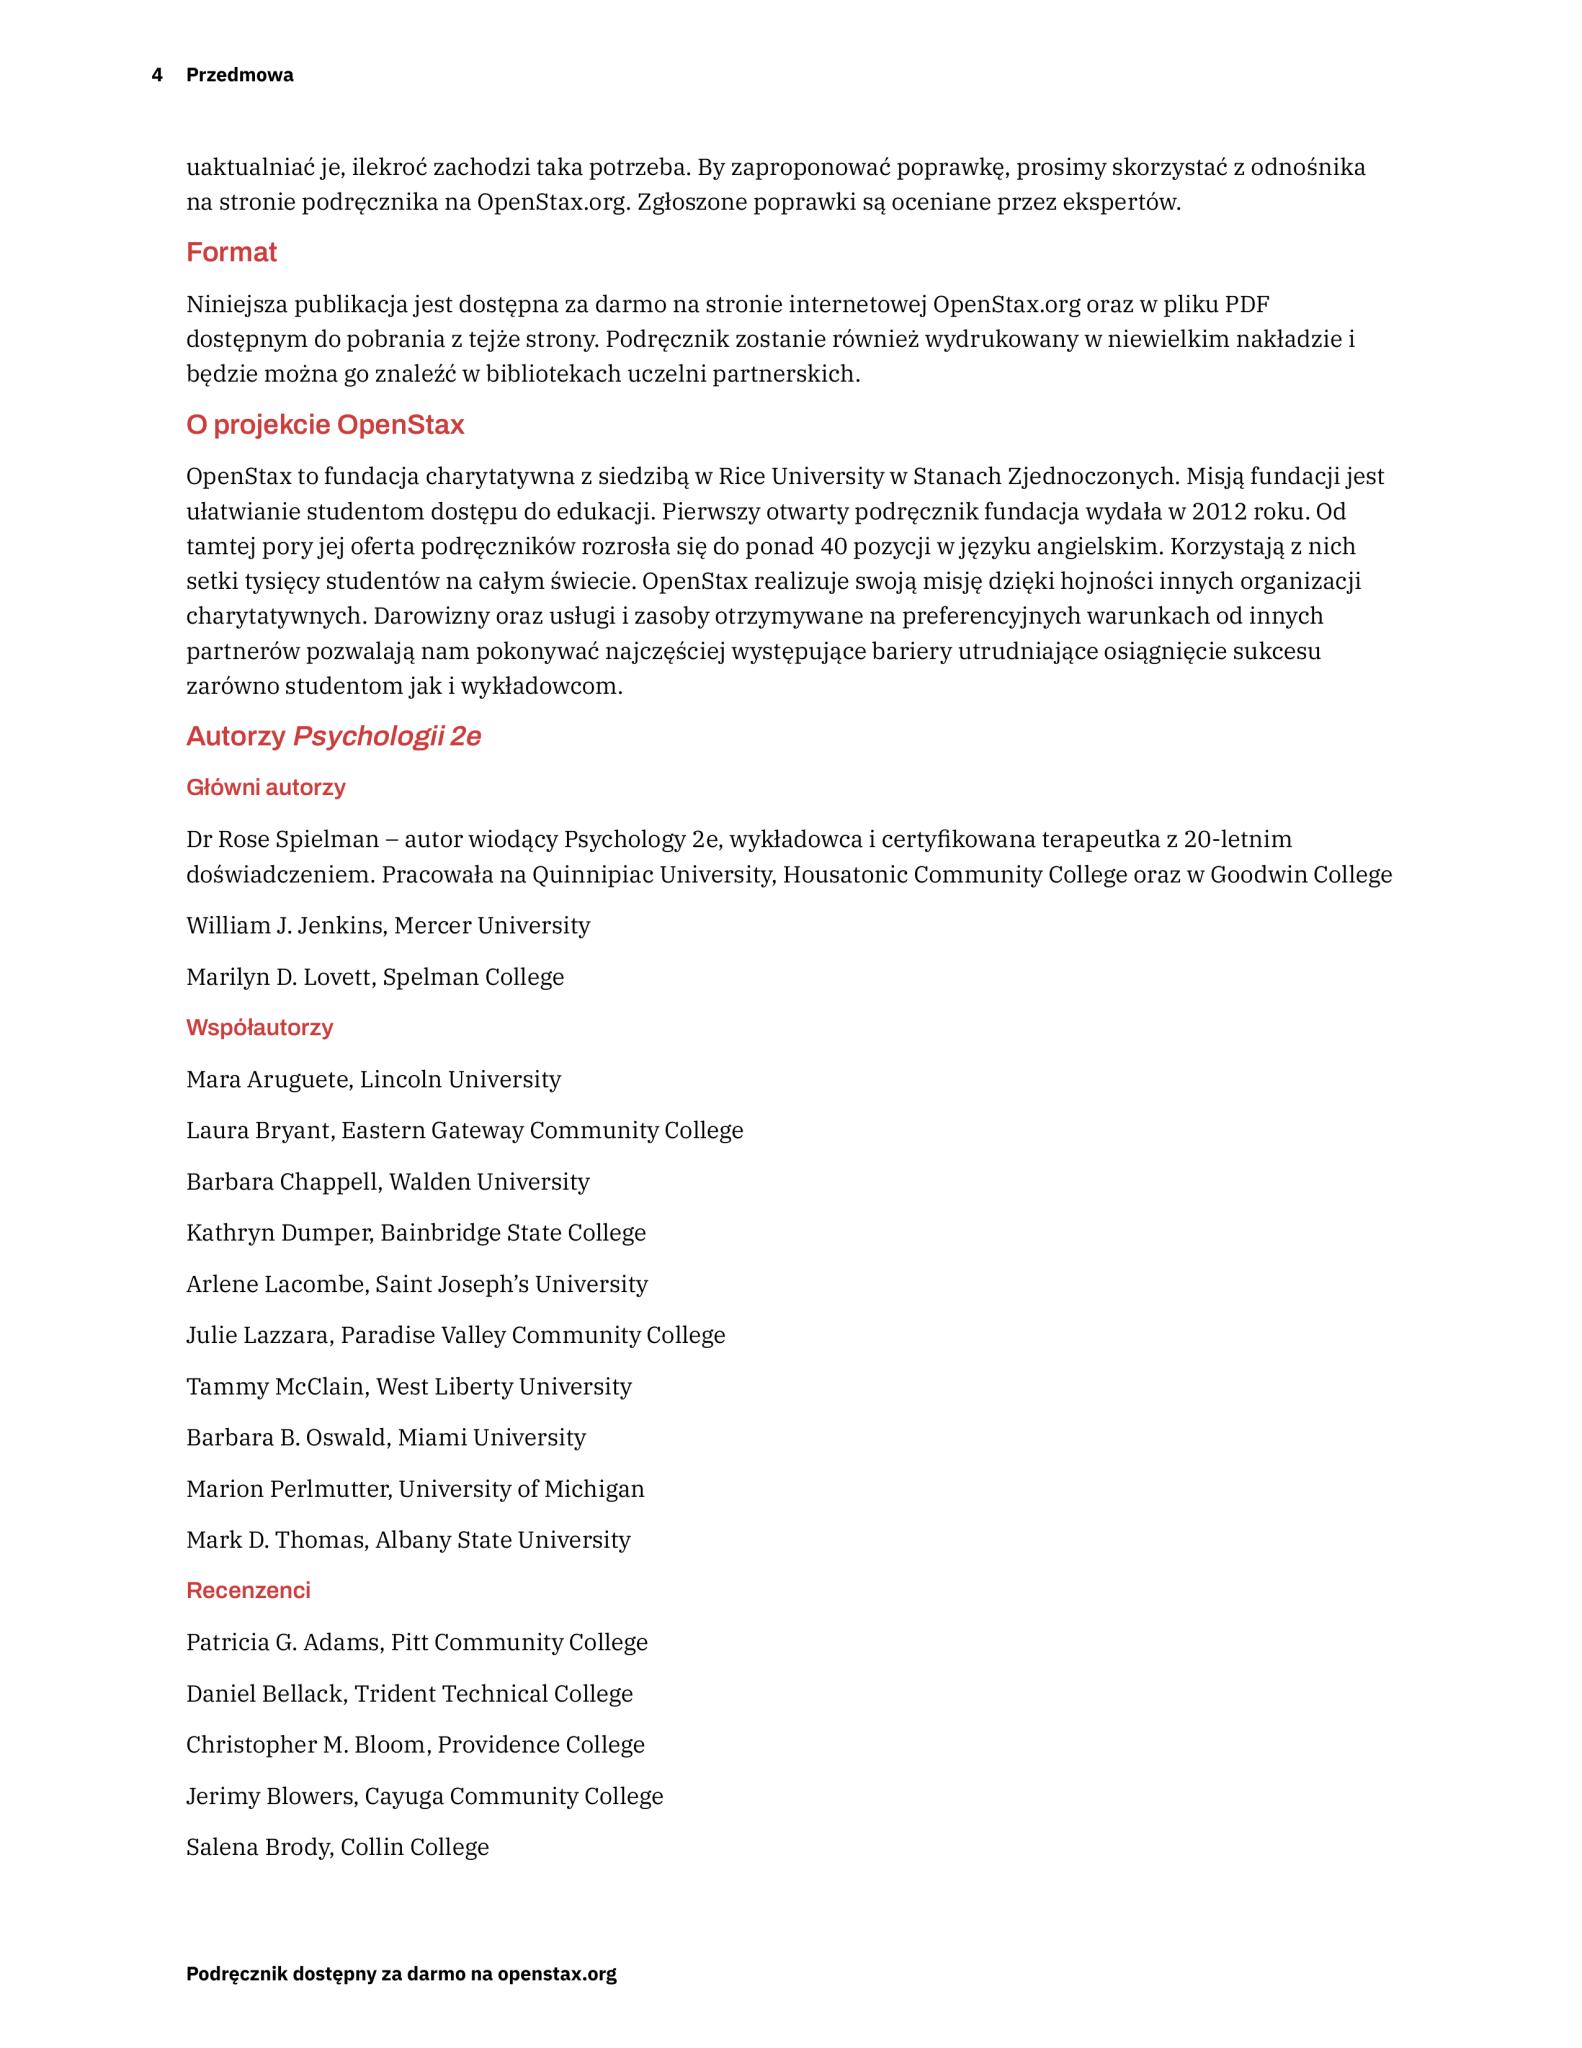 4 Przedmowa
uaktualniać je, ilekroć zachodzi taka potrzeba. By zaproponować poprawkę, prosimy skorzystać z odnośnika
na stronie podręcznika na OpenStax.org. Zgłoszone poprawki są oceniane przez ekspertów.
Format
Niniejsza publikacja jest dostępna za darmo na stronie internetowej OpenStax.org oraz w pliku PDF
dostępnym do pobrania z tejże strony. Podręcznik zostanie również wydrukowany w niewielkim nakładzie i
będzie można go znaleźć w bibliotekach uczelni partnerskich.
O projekcie OpenStax
OpenStax to fundacja charytatywna z siedzibą w Rice University w Stanach Zjednoczonych. Misją fundacji jest
ułatwianie studentom dostępu do edukacji. Pierwszy otwarty podręcznik fundacja wydała w 2012 roku. Od
tamtej pory jej oferta podręczników rozrosła się do ponad 40 pozycji w języku angielskim. Korzystają z nich
setki tysięcy studentów na całym świecie. OpenStax realizuje swoją misję dzięki hojności innych organizacji
charytatywnych. Darowizny oraz usługi i zasoby otrzymywane na preferencyjnych warunkach od innych
partnerów pozwalają nam pokonywać najczęściej występujące bariery utrudniające osiągnięcie sukcesu
zarówno studentom jak i wykładowcom.
Autorzy Psychologii 2e
Główni autorzy
Dr Rose Spielman – autor wiodący Psychology 2e, wykładowca i certyfikowana terapeutka z 20-letnim
doświadczeniem. Pracowała na Quinnipiac University, Housatonic Community College oraz w Goodwin College
William J. Jenkins, Mercer University
Marilyn D. Lovett, Spelman College
Współautorzy
Mara Aruguete, Lincoln University
Laura Bryant, Eastern Gateway Community College
Barbara Chappell, Walden University
Kathryn Dumper, Bainbridge State College
Arlene Lacombe, Saint Joseph’s University
Julie Lazzara, Paradise Valley Community College
Tammy McClain, West Liberty University
Barbara B. Oswald, Miami University
Marion Perlmutter, University of Michigan
Mark D. Thomas, Albany State University
Recenzenci
Patricia G. Adams, Pitt Community College
Daniel Bellack, Trident Technical College
Christopher M. Bloom, Providence College
Jerimy Blowers, Cayuga Community College
Salena Brody, Collin College
Podręcznik dostępny za darmo na openstax.org